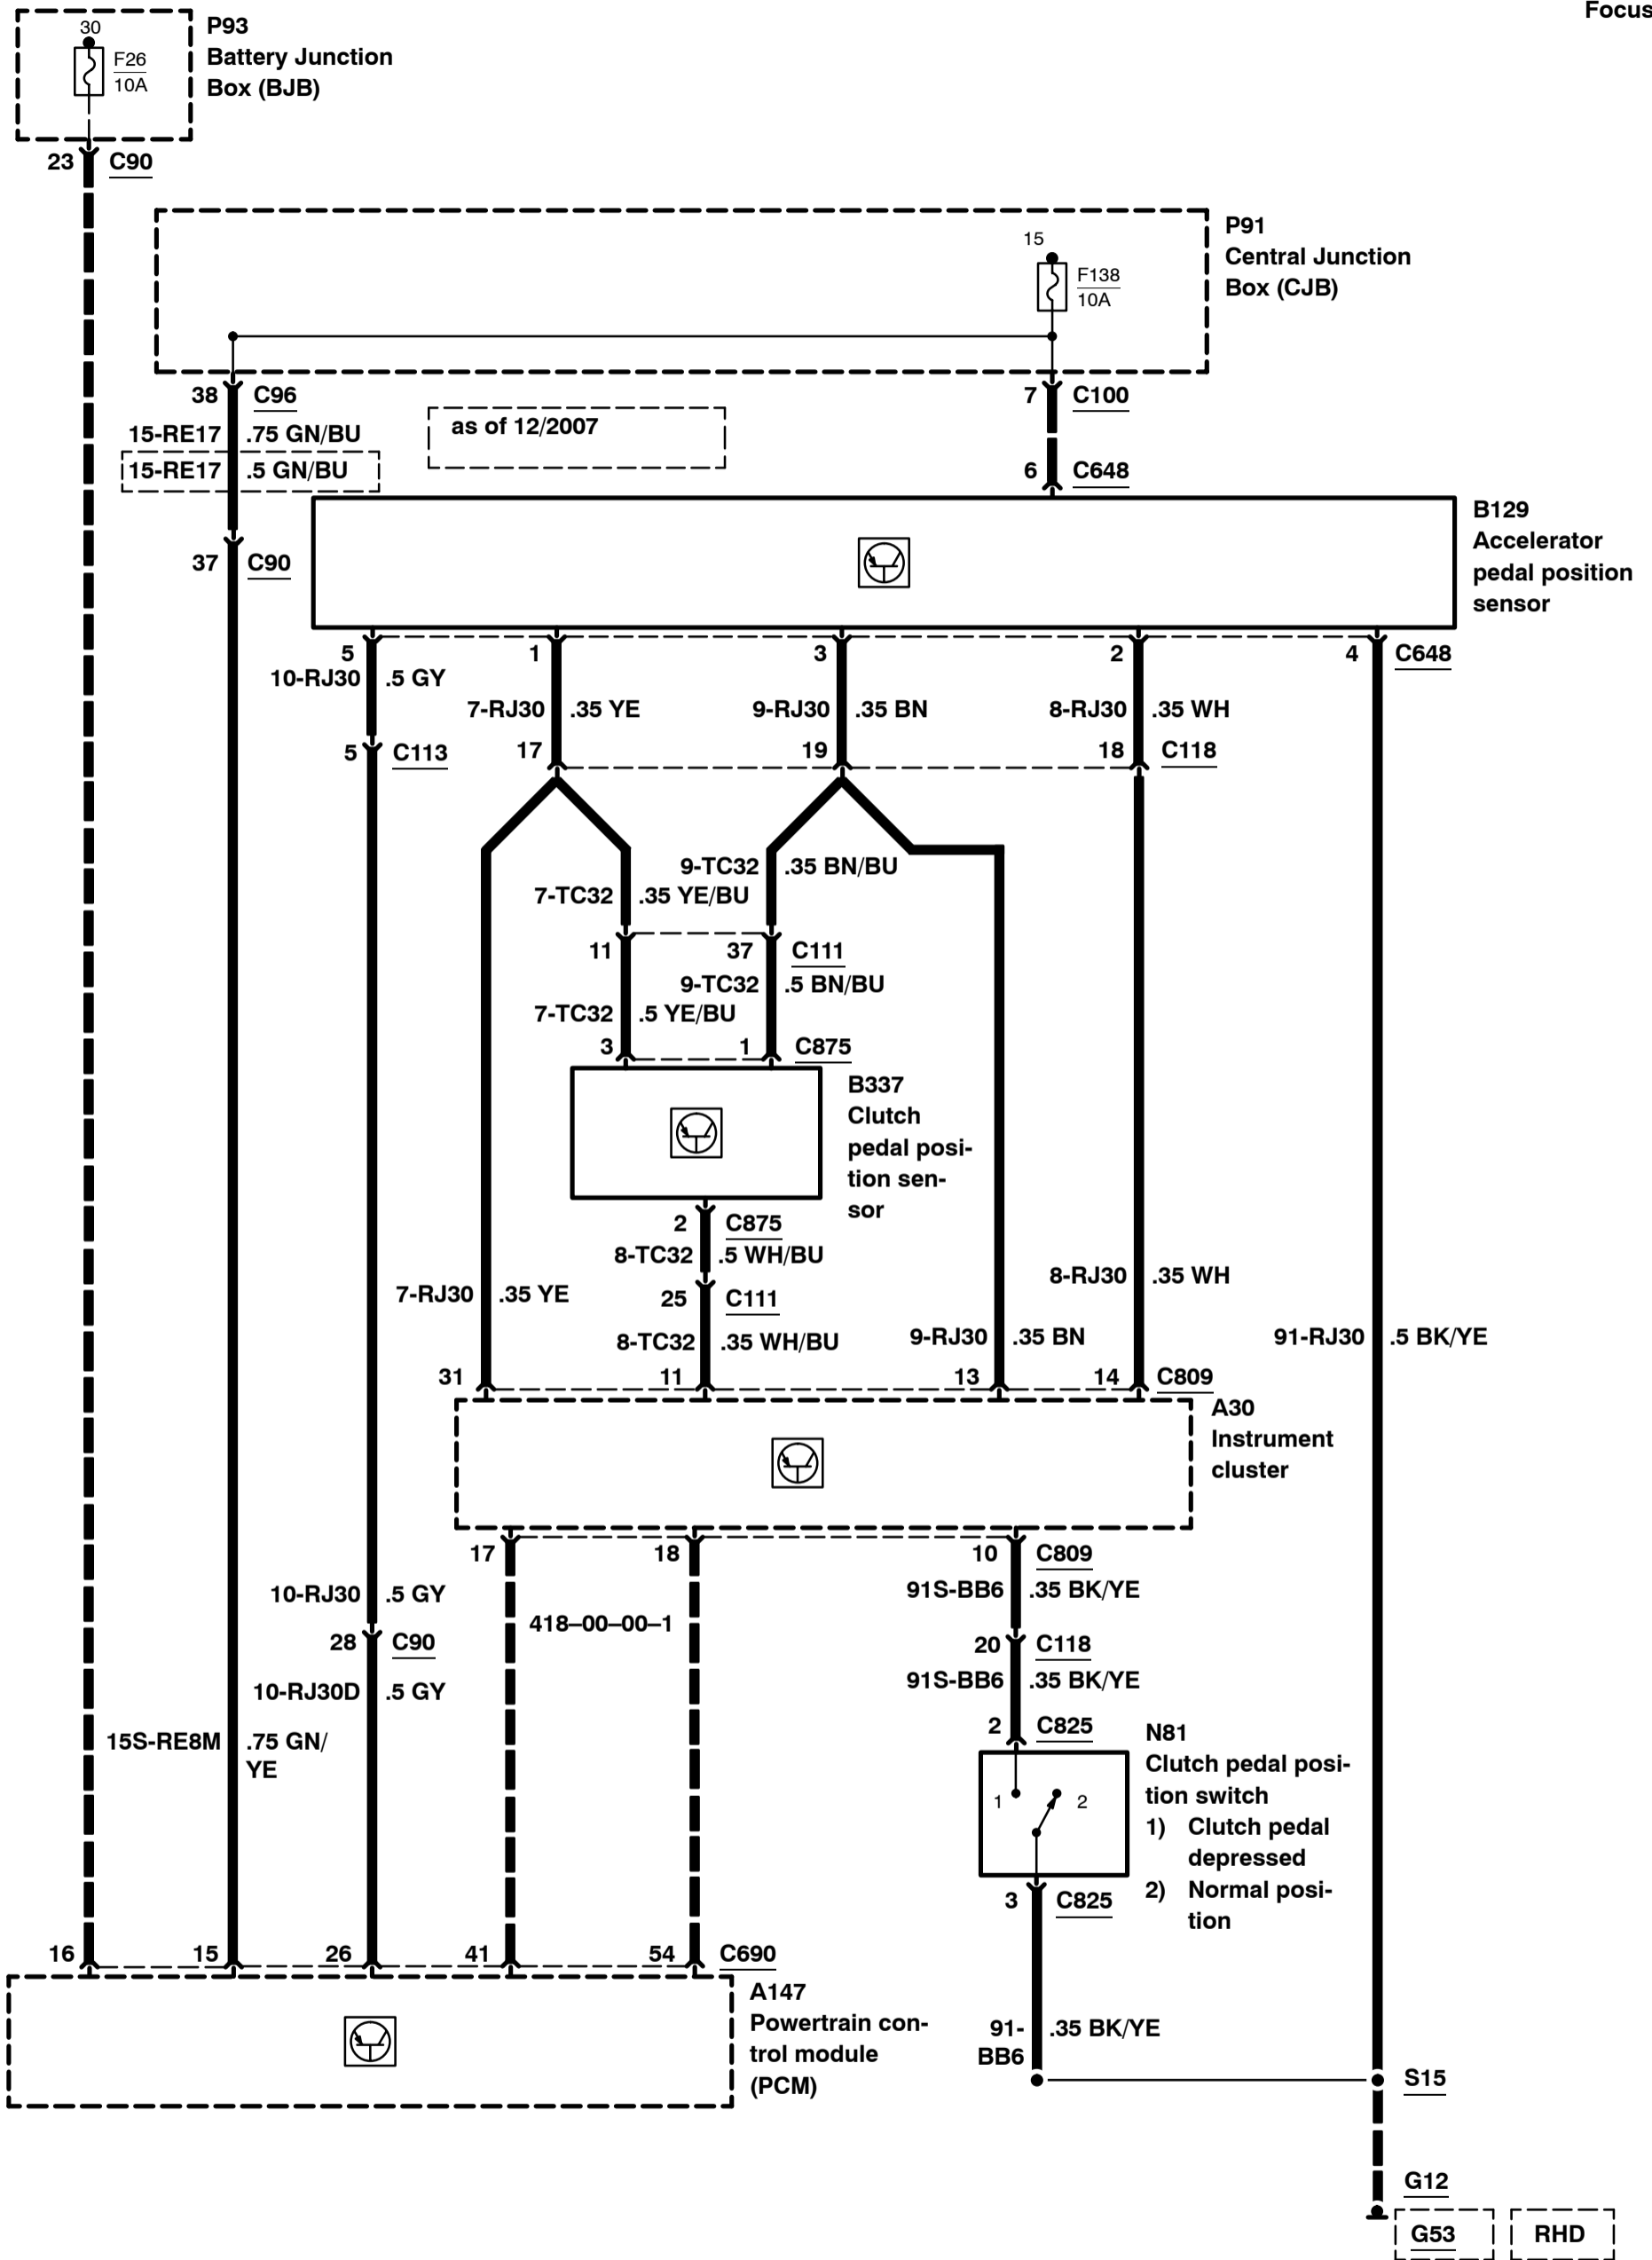 Focus
30
F26
10A
P93
Battery Junction
Box (BJB)
23 C90
15
F138
10A
P91
Central Junction
Box (CJB)
38 C96
7 C100
15-RE17 .75 GN/BU
as of 12/2007
15-RE17 .5 GN/BU
6 C648
B129
Accelerator
pedal position
sensor
37 C90
5 1 3 2 4 C648
10-RJ30 .5 GY
7-RJ30 .35 YE
9-RJ30 .35 BN
8-RJ30 .35 WH
5 C113
17 19 18 C118
9-TC32 .35 BN/BU
7-TC32 .35 YE/BU
11 37 C111
9-TC32 .5 BN/BU
7-TC32 .5 YE/BU
3 1 C875
B337
Clutch
pedal posi-
tion sen-
sor
2 C875
8-TC32 .5 WH/BU
8-RJ30 .35 WH
7-RJ30 .35 YE
25 C111
8-TC32 .35 WH/BU
9-RJ30 .35 BN
91-RJ30 .5 BK/YE
31 11 13 14 C809
A30
Instrument
cluster
17 18 10 C809
10-RJ30 .5 GY
91S-BB6 .35 BK/YE
418–00–00–1
28 C90
20 C118
10-RJ30D .5 GY
91S-BB6 .35 BK/YE
15S-RE8M .75 GN/
YE
2 C825
N81
Clutch pedal posi-
tion switch
1) Clutch pedal
depressed
2) Normal posi-
tion
1 2
3 C825
16 15 26 41 54 C690
A147
Powertrain con-
trol module
(PCM)
91- .35 BK/YE
BB6
S15
G12
G53 RHD